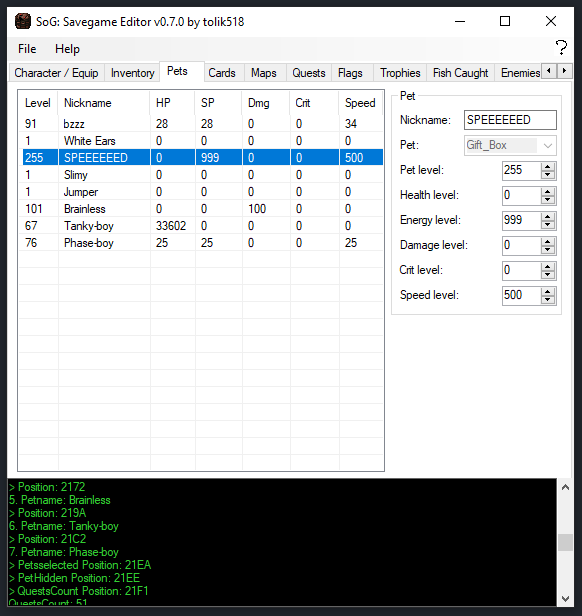 SoG: Savegame Editor v0.7.0 by tolik518
File Help ?
Character / Equip Inventory Pets Cards Maps Quests Flags Trophies Fish Caught Enemies
Level Nickname HP SP Dmg Crit Speed
91 bzzz 28 28 0 0 34
1 White Ears 0 0 0 0 0
255 SPEEEEEED 0 999 0 0 500
1 Slimy 0 0 0 0 0
1 Jumper 0 0 0 0 0
101 Brainless 0 0 100 0 0
67 Tanky-boy 33602 0 0 0 0
76 Phase-boy 25 25 0 0 25
Pet
Nickname: SPEEEEEED
Pet: Gift_Box
Pet level: 255
Health level: 0
Energy level: 999
Damage level: 0
Crit level: 0
Speed level: 500
> Position: 2172
5. Petname: Brainless
> Position: 219A
6. Petname: Tanky-boy
> Position: 21C2
7. Petname: Phase-boy
> Petsselected Position: 21EA
> PetHidden Position: 21EE
> QuestsCount Position: 21F1
QuestsCount: 51